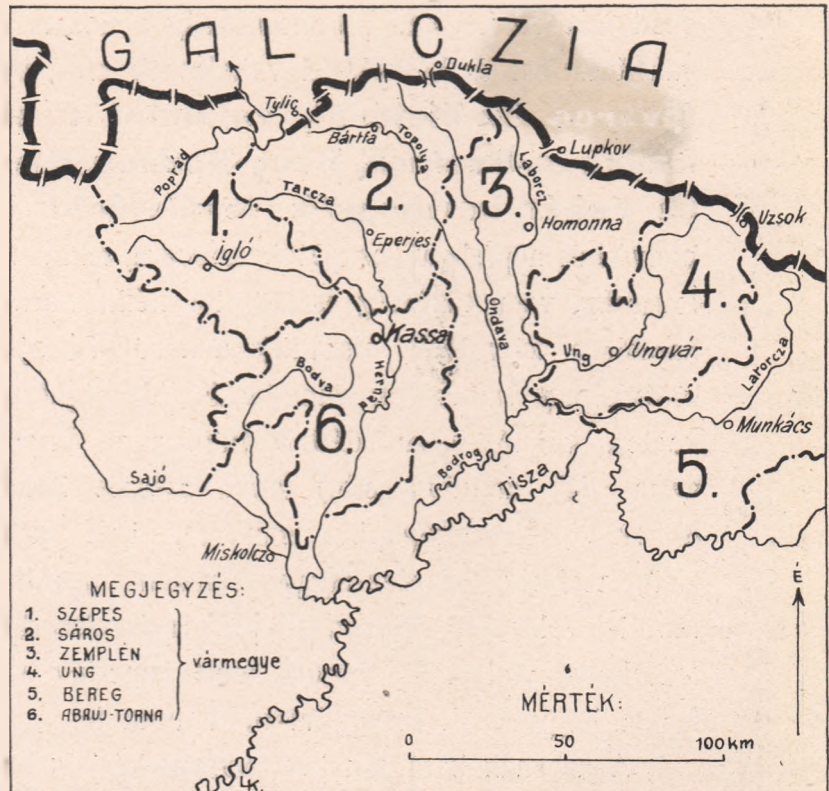 GALICZIA
Dukla
Tylic
Bártfa
Topolya
Laborcz
Lupkov
Poprád
Tarcza
1.
2.
3.
Uzsok
Homonna
Eperjes
Igló
4.
Ondava
Kassa
Ung
Ungvár
Latorcza
Bodva
Hernád
6.
Munkács
Bodrog
Tisza
5.
Sajó
Miskolcz
É
MEGJEGYZÉS:
1. SZEPES
2. SÁROS
3. ZEMPLÉN
4. UNG
5. BEREG
6. ABAUJ-TORNA
vármegye
MÉRTÉK:
0 50 100 km
L.K.